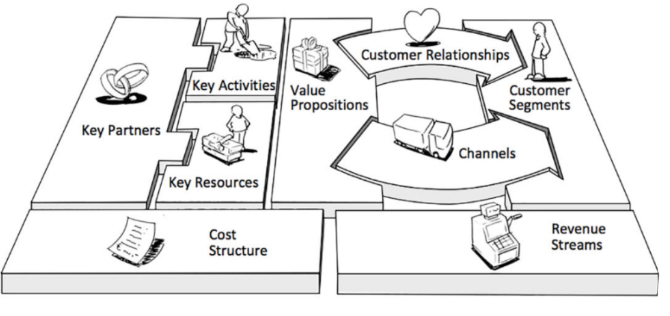 Key Partners
Key Activities
Key Resources
Value
Propositions
Customer Relationships
Channels
Customer
Segments
Cost
Structure
Revenue
Streams